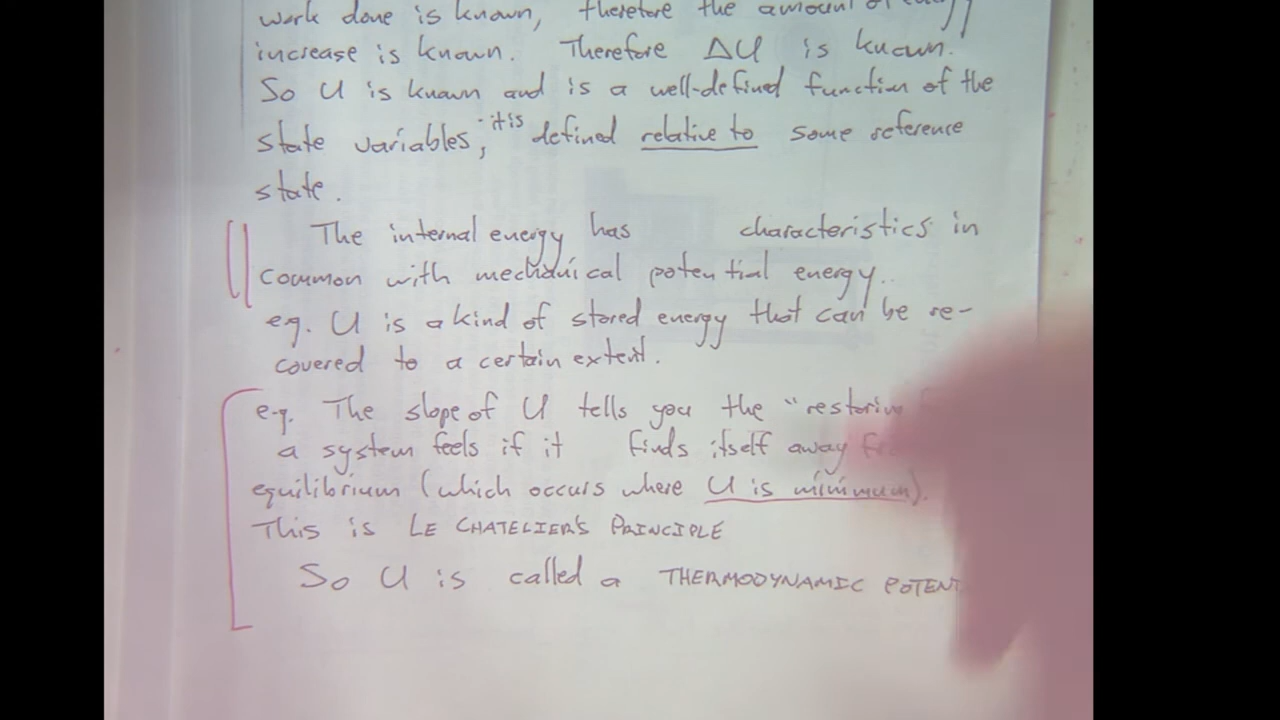 work done is known, therefore the amount of
increase is known. Therefore ΔU is known.
So U is known and is a well-defined function of the
state variables; it is defined relative to some reference
state.
The internal energy has characteristics in
common with mechanical potential energy..
eg. U is a kind of stored energy that can be re-
covered to a certain extent.
e.g. The slope of U tells you the "restoring
a system feels if it finds itself away from
equilibrium (which occurs where U is minimum).
This is LE CHATELIER'S PRINCIPLE
So U is called a THERMODYNAMIC POTENT